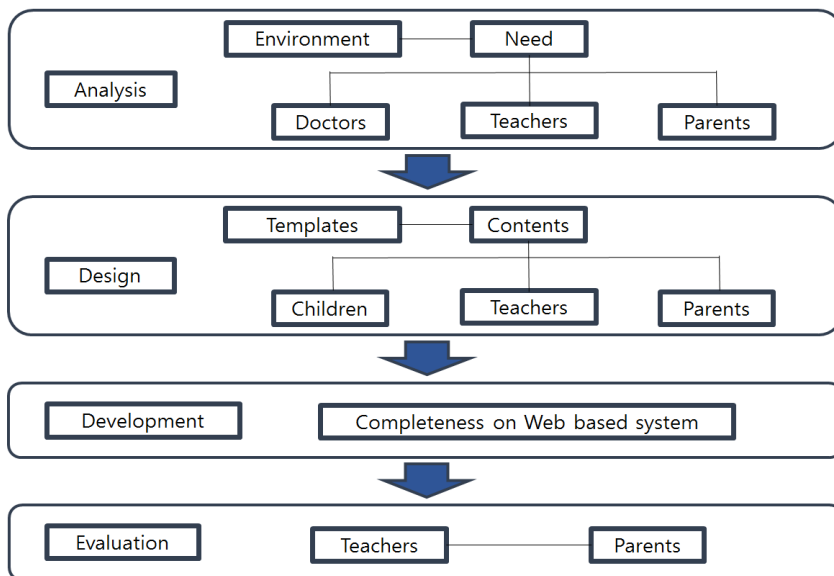 Environment
Need
Analysis
Doctors
Teachers
Parents
Templates
Contents
Design
Children
Teachers
Parents
Development
Completeness on Web based system
Evaluation
Teachers
Parents